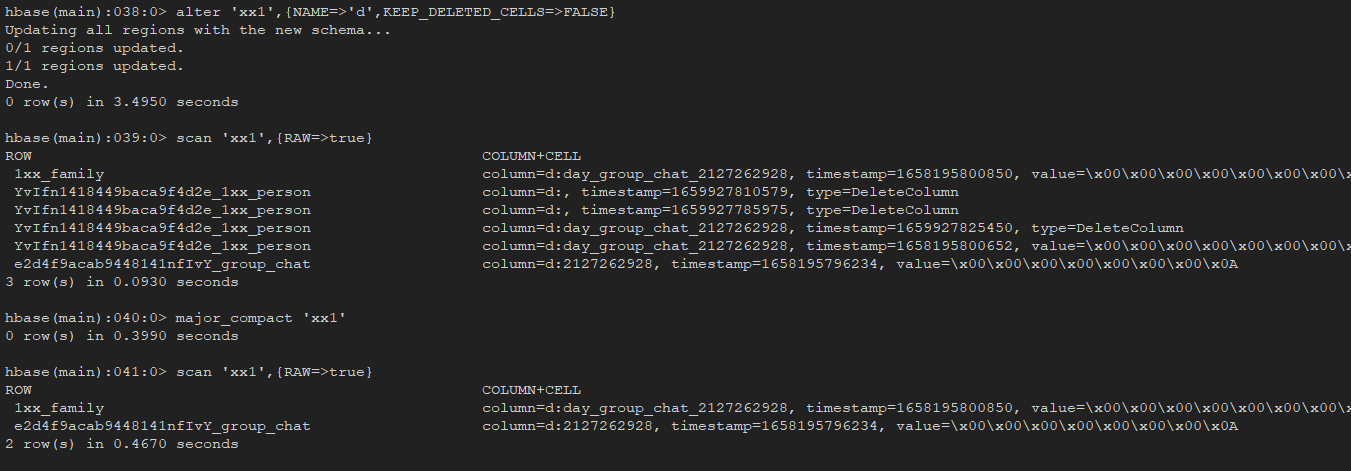 hbase(main):038:0> alter 'xx1',{NAME=>'d',KEEP_DELETED_CELLS=>FALSE}
Updating all regions with the new schema...
0/1 regions updated.
1/1 regions updated.
Done.
0 row(s) in 3.4950 seconds
hbase(main):039:0> scan 'xx1',{RAW=>true}
ROW COLUMN+CELL
1xx_family column=d:day_group_chat_2127262928, timestamp=1658195800850, value=\x00\x00\x00\x00\x00\x00\x00\x
YvIfn1418449baca9f4d2e_1xx_person column=d:, timestamp=1659927810579, type=DeleteColumn
YvIfn1418449baca9f4d2e_1xx_person column=d:, timestamp=1659927785975, type=DeleteColumn
YvIfn1418449baca9f4d2e_1xx_person column=d:day_group_chat_2127262928, timestamp=1659927825450, type=DeleteColumn
YvIfn1418449baca9f4d2e_1xx_person column=d:day_group_chat_2127262928, timestamp=1658195800652, value=\x00\x00\x00\x00\x00\x00\x00\x
e2d4f9acab9448141nfIvY_group_chat column=d:2127262928, timestamp=1658195796234, value=\x00\x00\x00\x00\x00\x00\x00\x0A
3 row(s) in 0.0930 seconds
hbase(main):040:0> major_compact 'xx1'
0 row(s) in 0.3990 seconds
hbase(main):041:0> scan 'xx1',{RAW=>true}
ROW COLUMN+CELL
1xx_family column=d:day_group_chat_2127262928, timestamp=1658195800850, value=\x00\x00\x00\x00\x00\x00\x00\x
e2d4f9acab9448141nfIvY_group_chat column=d:2127262928, timestamp=1658195796234, value=\x00\x00\x00\x00\x00\x00\x00\x0A
2 row(s) in 0.4670 seconds